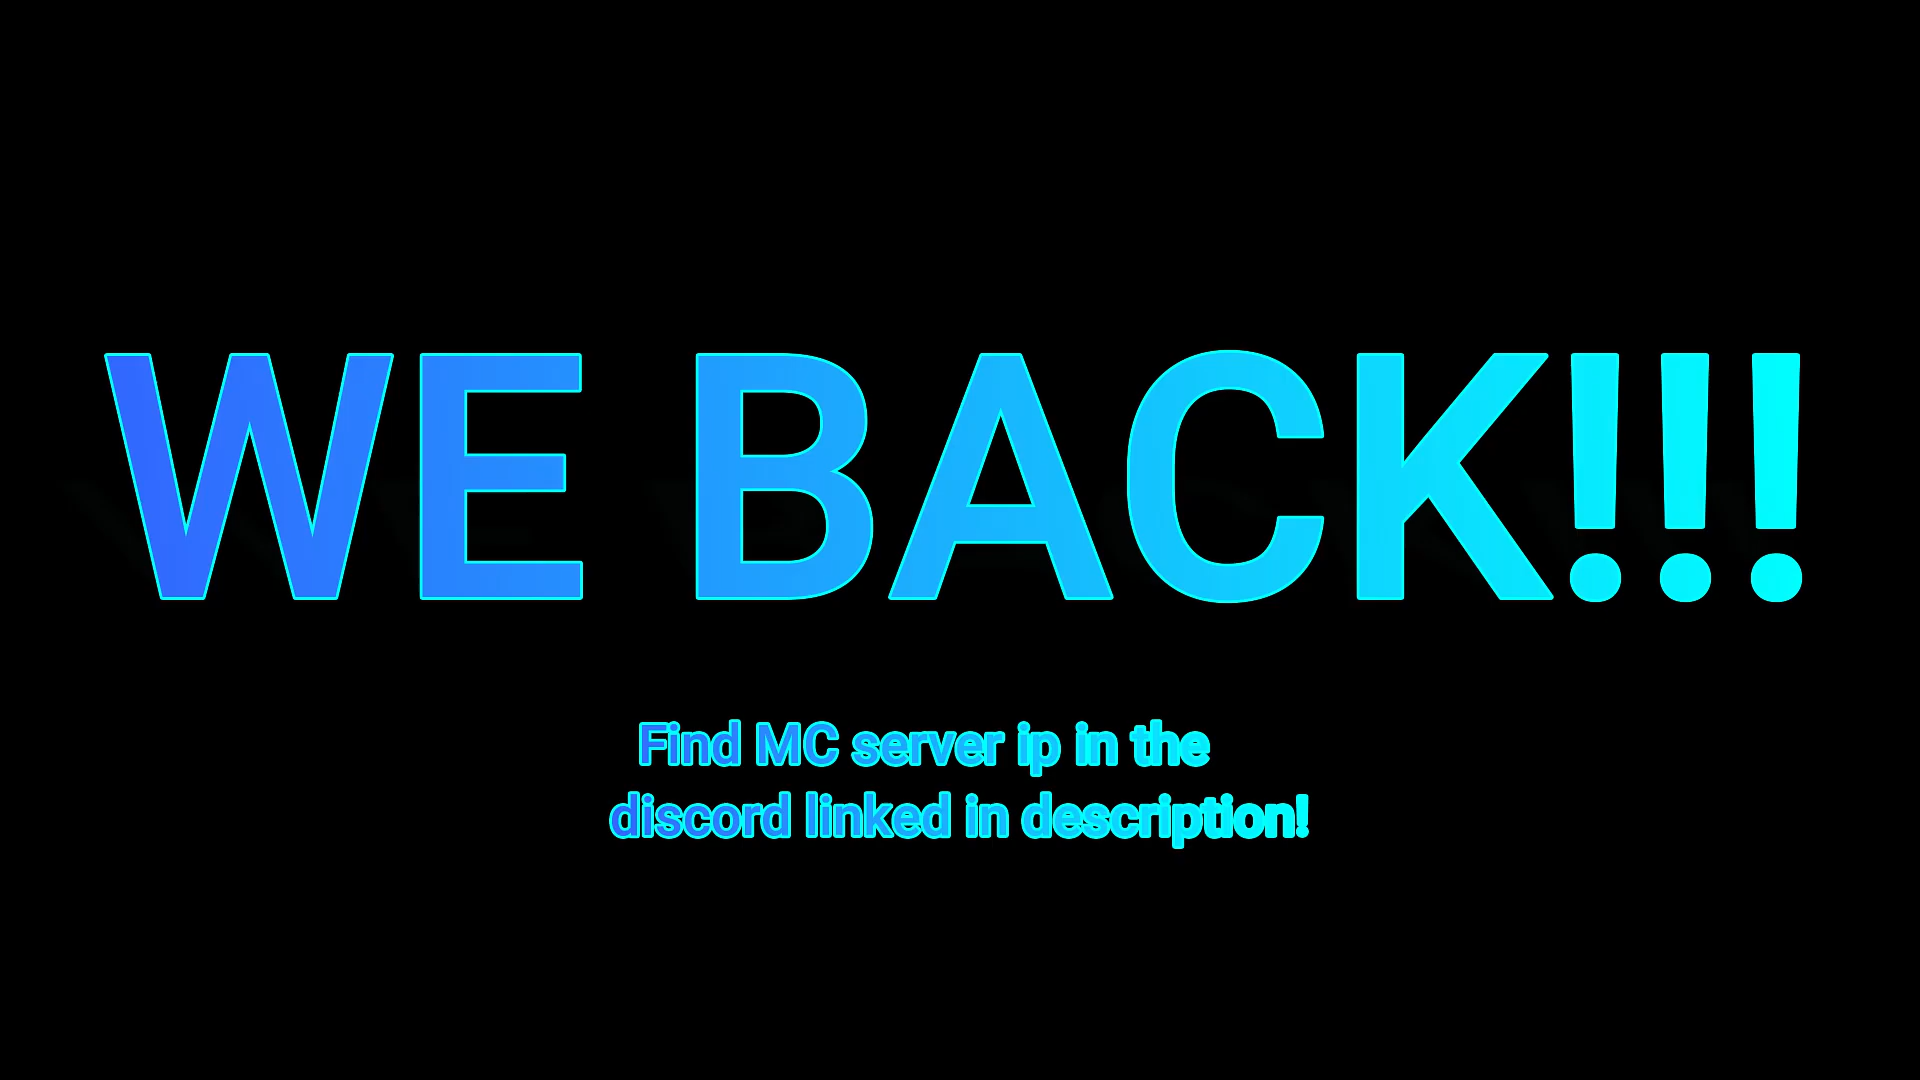 WE BACK!!!
Find MC server ip in the
discord linked in description!